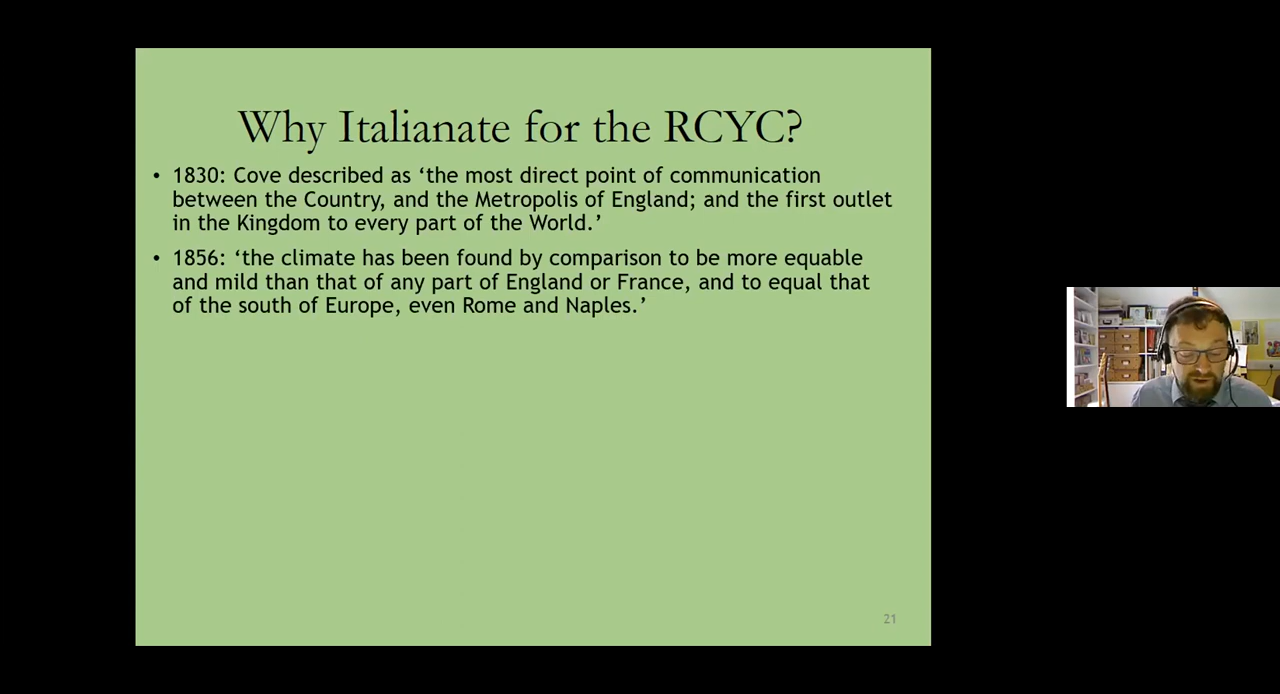 Why Italianate for the RCYC?
• 1830: Cove described as ‘the most direct point of communication
between the Country, and the Metropolis of England; and the first outlet
in the Kingdom to every part of the World.’
• 1856: ‘the climate has been found by comparison to be more equable
and mild than that of any part of England or France, and to equal that
of the south of Europe, even Rome and Naples.’
21